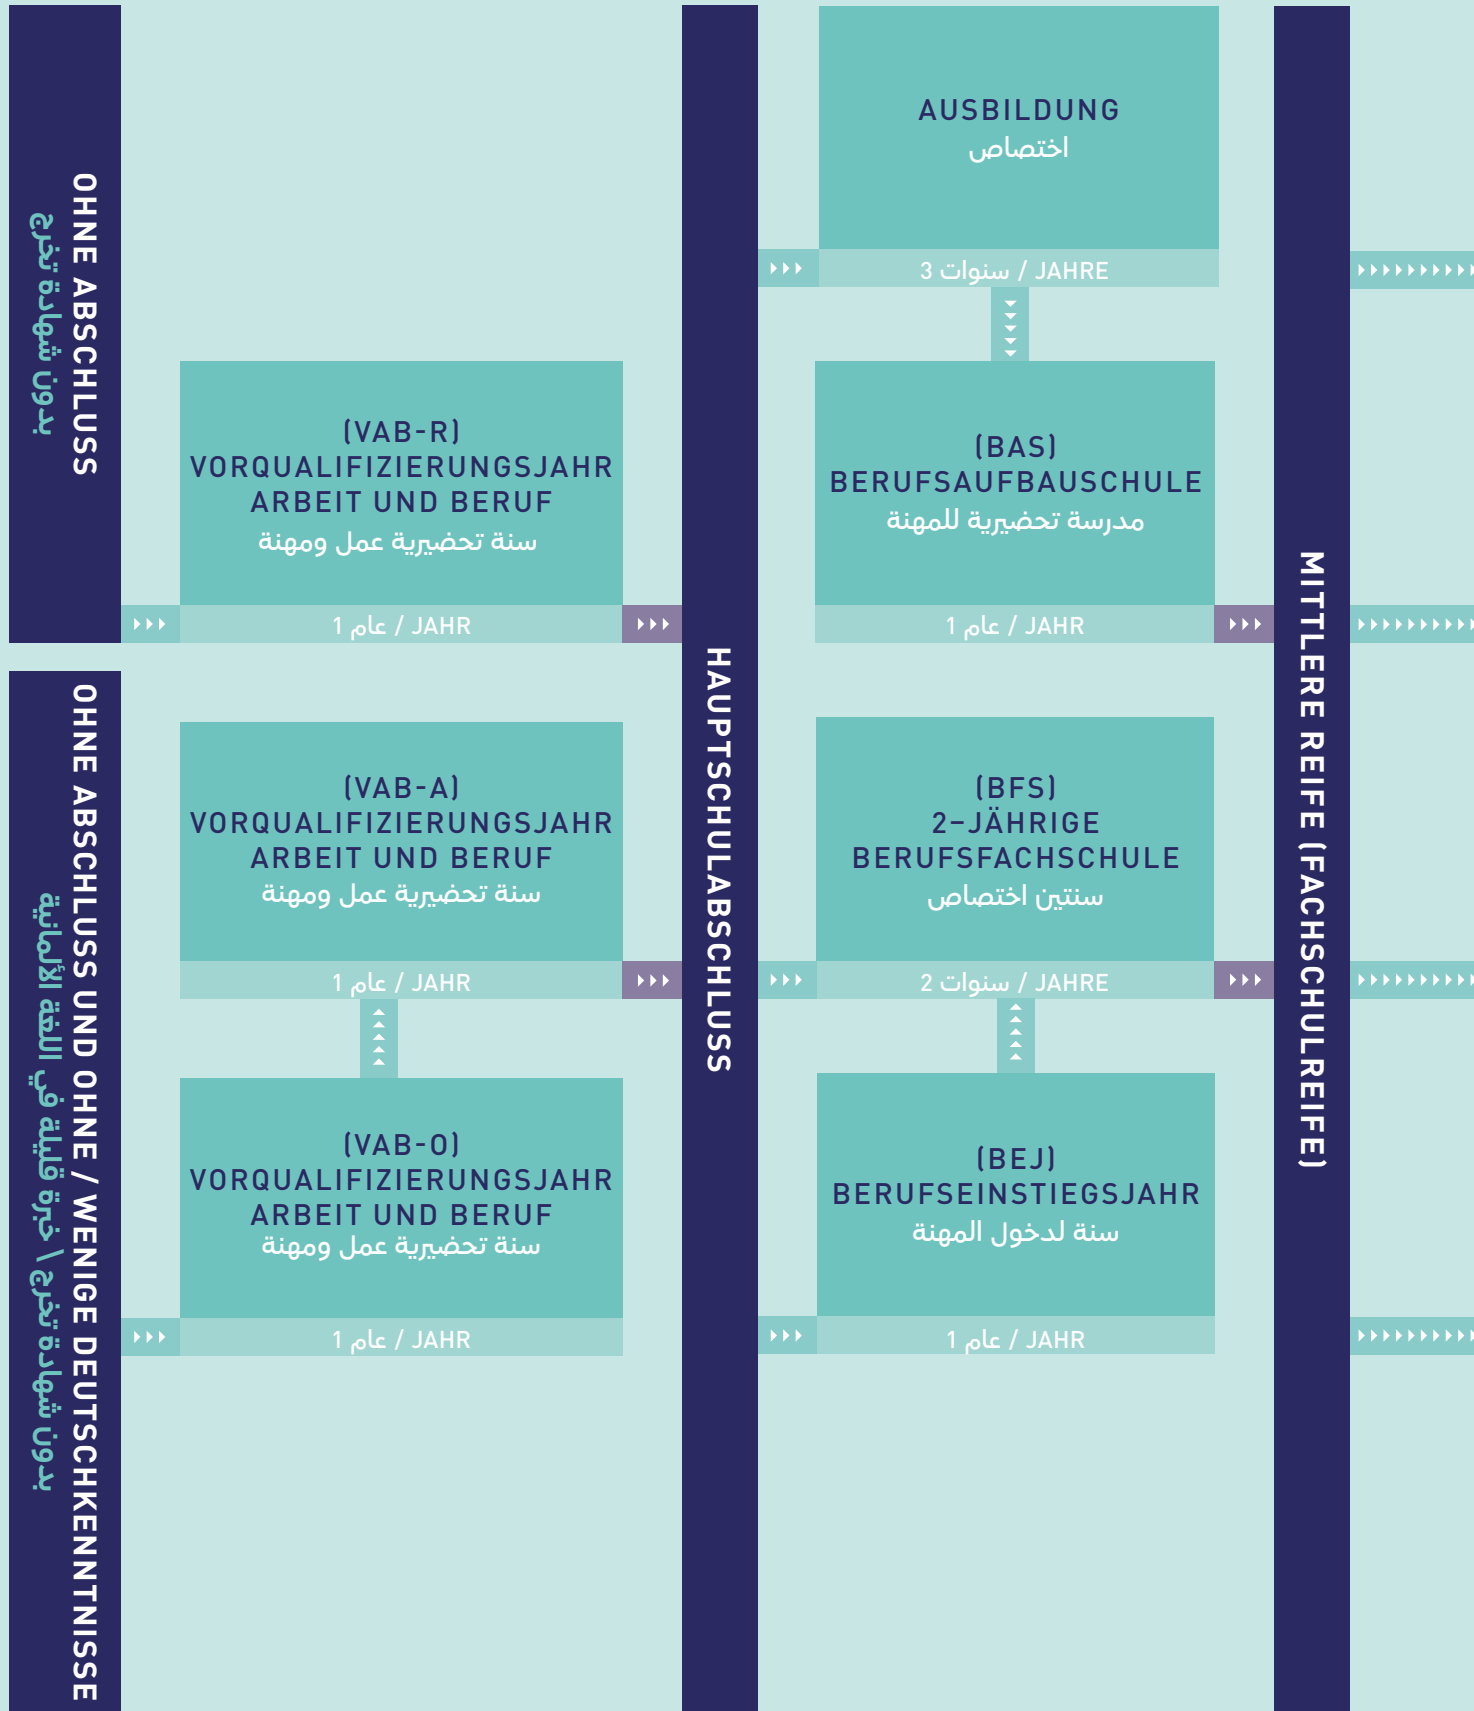 OHNE ABSCHLUSS
بدون شهادة تخرج
OHNE ABSCHLUSS UND OHNE / WENIGE DEUTSCHKENNTNISSE
بدون شهادة تخرج \ خبرة قليلة في اللغة الألمانية
(VAB-R)
VORQUALIFIZIERUNGSJAHR
ARBEIT UND BERUF
سنة تحضيرية عمل ومهنة
1 عام / JAHR
(VAB-A)
VORQUALIFIZIERUNGSJAHR
ARBEIT UND BERUF
سنة تحضيرية عمل ومهنة
1 عام / JAHR
(VAB-O)
VORQUALIFIZIERUNGSJAHR
ARBEIT UND BERUF
سنة تحضيرية عمل ومهنة
1 عام / JAHR
HAUPTSCHULABSCHLUSS
AUSBILDUNG
اختصاص
3 سنوات / JAHRE
(BAS)
BERUFSAUFBAUSCHULE
مدرسة تحضيرية للمهنة
1 عام / JAHR
(BFS)
2–JÄHRIGE
BERUFSFACHSCHULE
سنتين اختصاص
2 سنوات / JAHRE
(BEJ)
BERUFSEINSTIEGSJAHR
سنة لدخول المهنة
1 عام / JAHR
MITTLERE REIFE (FACHSCHULREIFE)